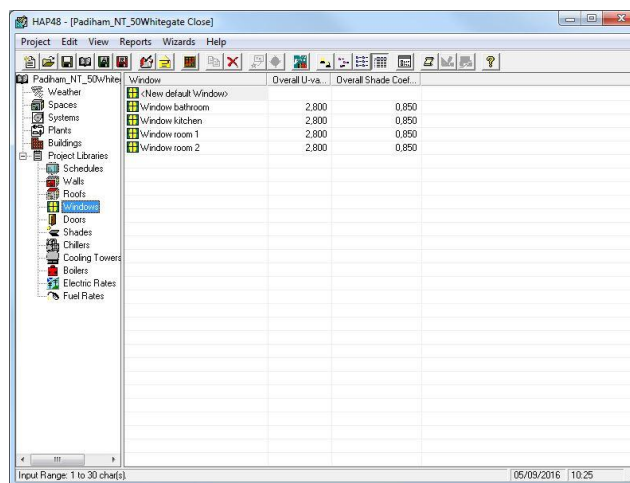 HAP48 - [Padiham_NT_50Whitegate Close]
Project Edit View Reports Wizards Help
Padiham_NT_50White
Weather
Spaces
Systems
Plants
Buildings
Project Libraries
Schedules
Walls
Roofs
Windows
Doors
Shades
Chillers
Cooling Towers
Boilers
Electric Rates
Fuel Rates
Window Overall U-va... Overall Shade Coef...
<New default Window>
Window bathroom 2,800 0,850
Window kitchen 2,800 0,850
Window room 1 2,800 0,850
Window room 2 2,800 0,850
Input Range: 1 to 30 char(s). 05/09/2016 10:25